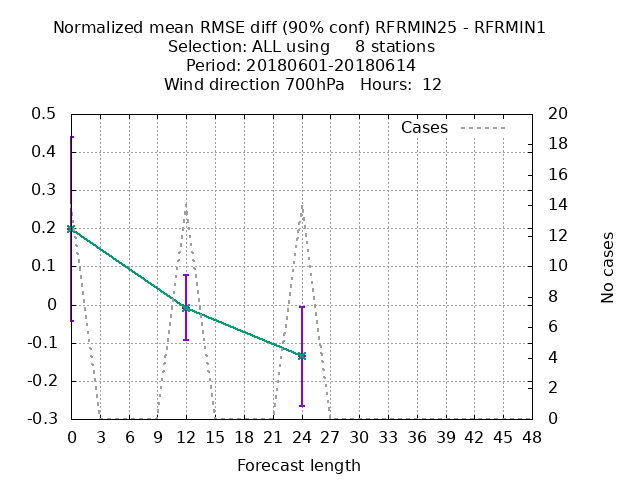 Normalized mean RMSE diff (90% conf) RFRMIN25 - RFRMIN1
Selection: ALL using     8 stations
Period: 20180601-20180614
Wind direction 700hPa   Hours:  12
Cases
0.5
0.4
0.3
0.2
0.1
0
-0.1
-0.2
-0.3
20
18
16
14
12
10
8
6
4
2
0
No cases
0 3 6 9 12 15 18 21 24 27 30 33 36 39 42 45 48
Forecast length